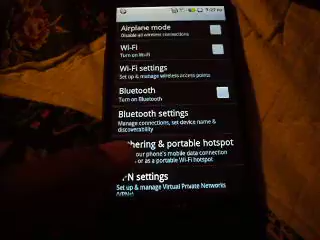 Airplane mode
Disable all wireless connections
Wi-Fi
Turn on Wi-Fi
Wi-Fi settings
Set up & manage wireless access points
Bluetooth
Turn on Bluetooth
Bluetooth settings
Manage connections, set device name &
discoverability
hering & portable hotspot
our phone's mobile data connection
or as a portable Wi-Fi hotspot
N settings
Set up & manage Virtual Private Networks
(VPNs)